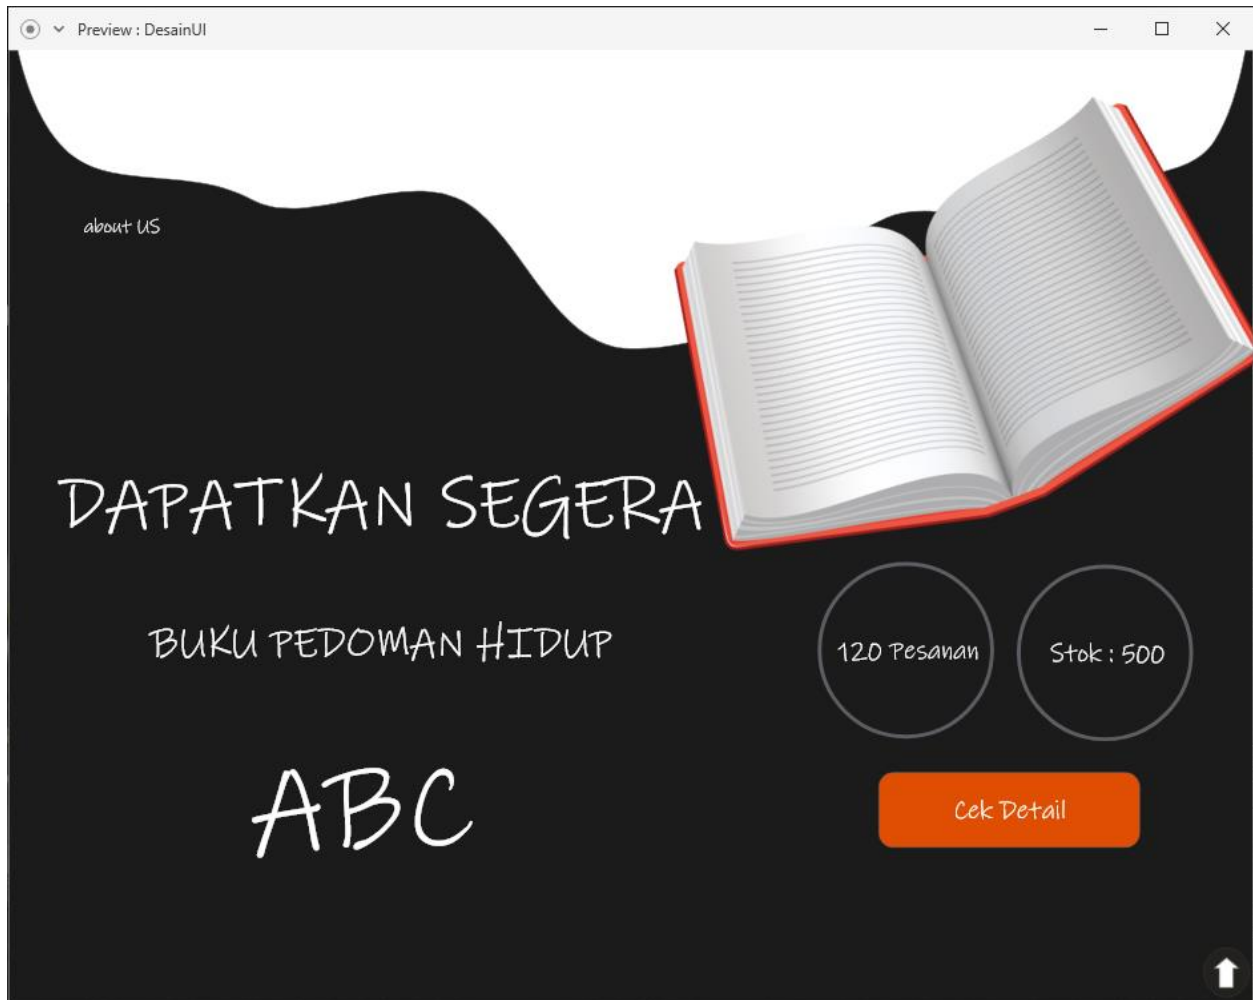 Preview : DesainUI
about US
DAPATKAN SEGERA
BUKU PEDOMAN HIDUP
120 Pesanan
Stok : 500
ABC
Cek Detail